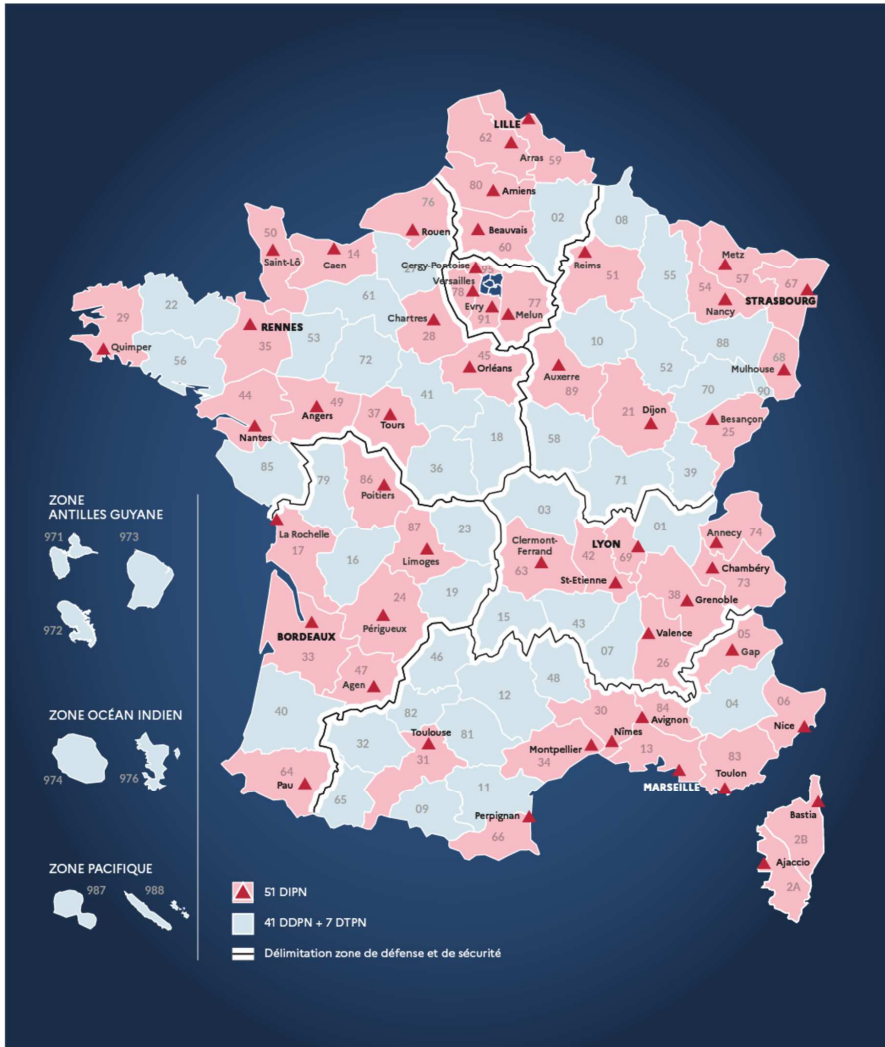 LILLE
62
Arras
59
80
Amiens
76
02
08
Rouen
Beauvais
60
50
Saint-Lô
Caen
14
27
Cergy-Pontoise
95
Reims
51
Metz
57
55
54
67
STRASBOURG
Nancy
Versailles
78
77
Evry
91
Melun
61
22
29
Quimper
56
RENNES
35
53
Chartres
28
72
45
Orléans
10
88
68
Mulhouse
Auxerre
89
52
70
90
41
44
Nantes
Angers
49
37
Tours
21
Dijon
Besançon
25
18
58
36
71
39
85
79
86
Poitiers
03
01
La Rochelle
17
87
Limoges
23
Clermont-
Ferrand
63
42
LYON
69
St-Etienne
Annecy
74
Chambéry
73
16
19
24
Périgueux
38
Grenoble
BORDEAUX
33
15
43
07
Valence
26
05
Gap
47
Agen
46
48
12
04
06
Nice
40
82
32
Toulouse
31
81
30
Nîmes
84
Avignon
Montpellier
34
13
MARSEILLE
83
Toulon
64
Pau
65
09
11
Perpignan
66
Bastia
2B
Ajaccio
2A
ZONE
ANTILLES GUYANE
971
973
972
ZONE OCÉAN INDIEN
974
976
ZONE PACIFIQUE
987
988
51 DIPN
41 DDPN + 7 DTPN
Délimitation zone de défense et de sécurité